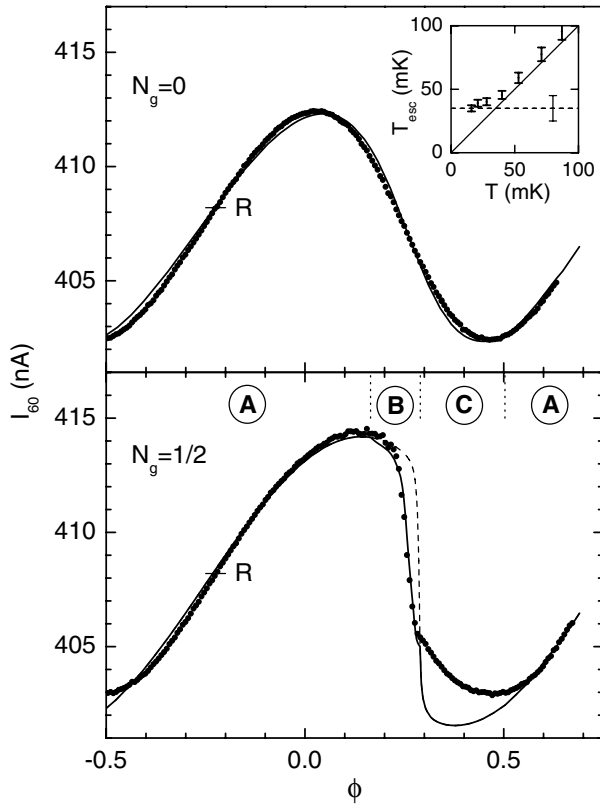 415
410
405
N_g=0
R
100
50
0
T_esc (mK)
0 50 100
T (mK)
I_60 (nA)
A B C A
415
410
405
N_g=1/2
R
-0.5 0.0 0.5
ϕ